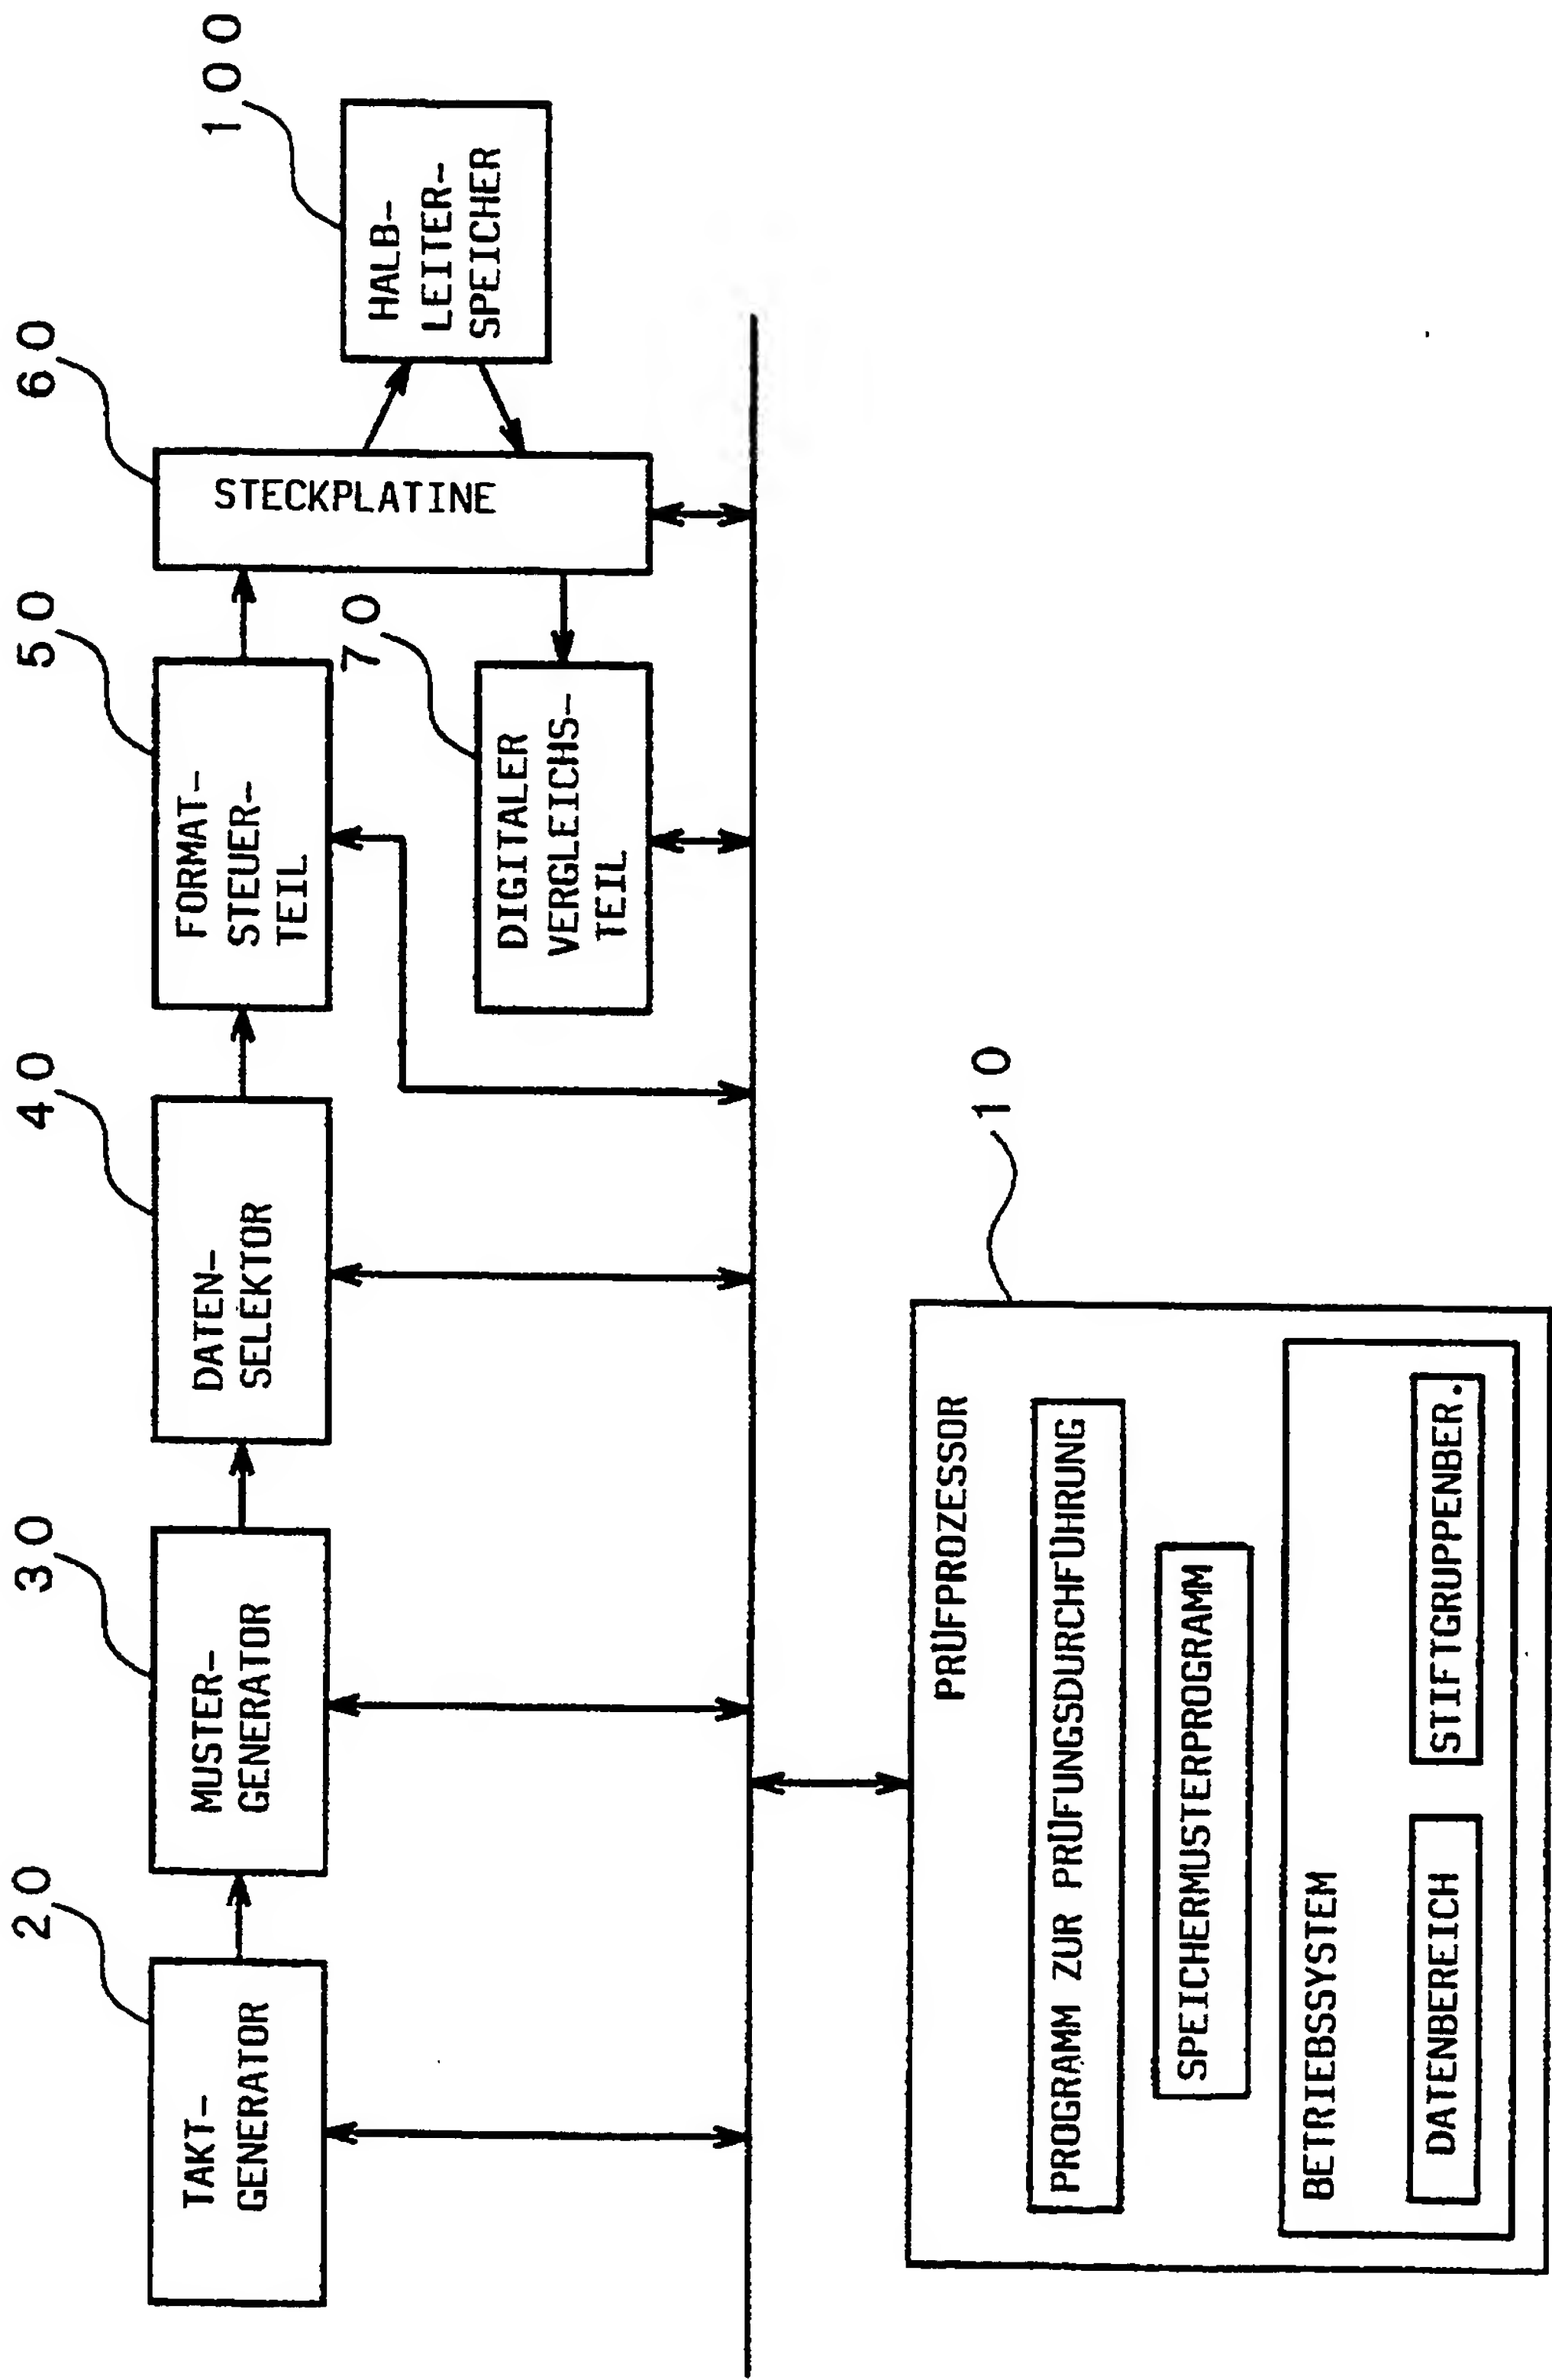 20
TAKT-
GENERATOR
30
MUSTER-
GENERATOR
40
DATEN-
SELEKTOR
50
FORMAT-
STEUER-
TEIL
60
STECKPLATINE
70
DIGITALER
VERGLEICHS-
TEIL
100
HALB-
LEITER-
SPEICHER
10
PRÜFPROZESSOR
PROGRAMM ZUR PRÜFUNGSDURCHFÜHRUNG
SPEICHERMUSTERPROGRAMM
BETRIEBSSYSTEM
DATENBEREICH
STIFTGRUPPENBER.